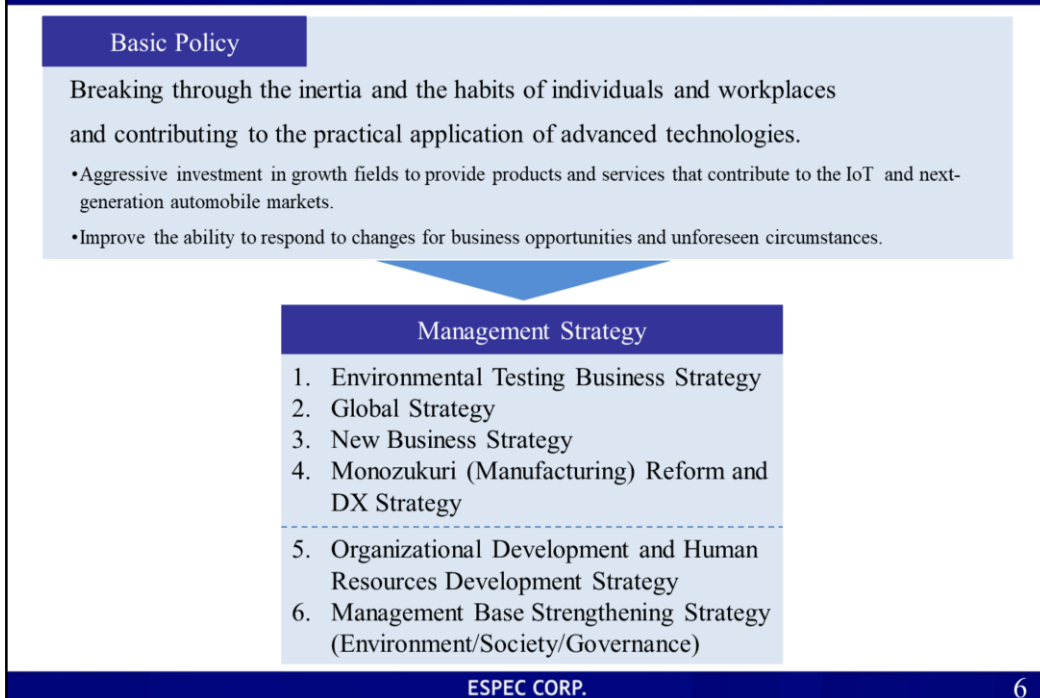 Basic Policy
Breaking through the inertia and the habits of individuals and workplaces
and contributing to the practical application of advanced technologies.
•Aggressive investment in growth fields to provide products and services that contribute to the IoT and next-
generation automobile markets.
•Improve the ability to respond to changes for business opportunities and unforeseen circumstances.
Management Strategy
1. Environmental Testing Business Strategy
2. Global Strategy
3. New Business Strategy
4. Monozukuri (Manufacturing) Reform and
DX Strategy
5. Organizational Development and Human
Resources Development Strategy
6. Management Base Strengthening Strategy
(Environment/Society/Governance)
ESPEC CORP.
6